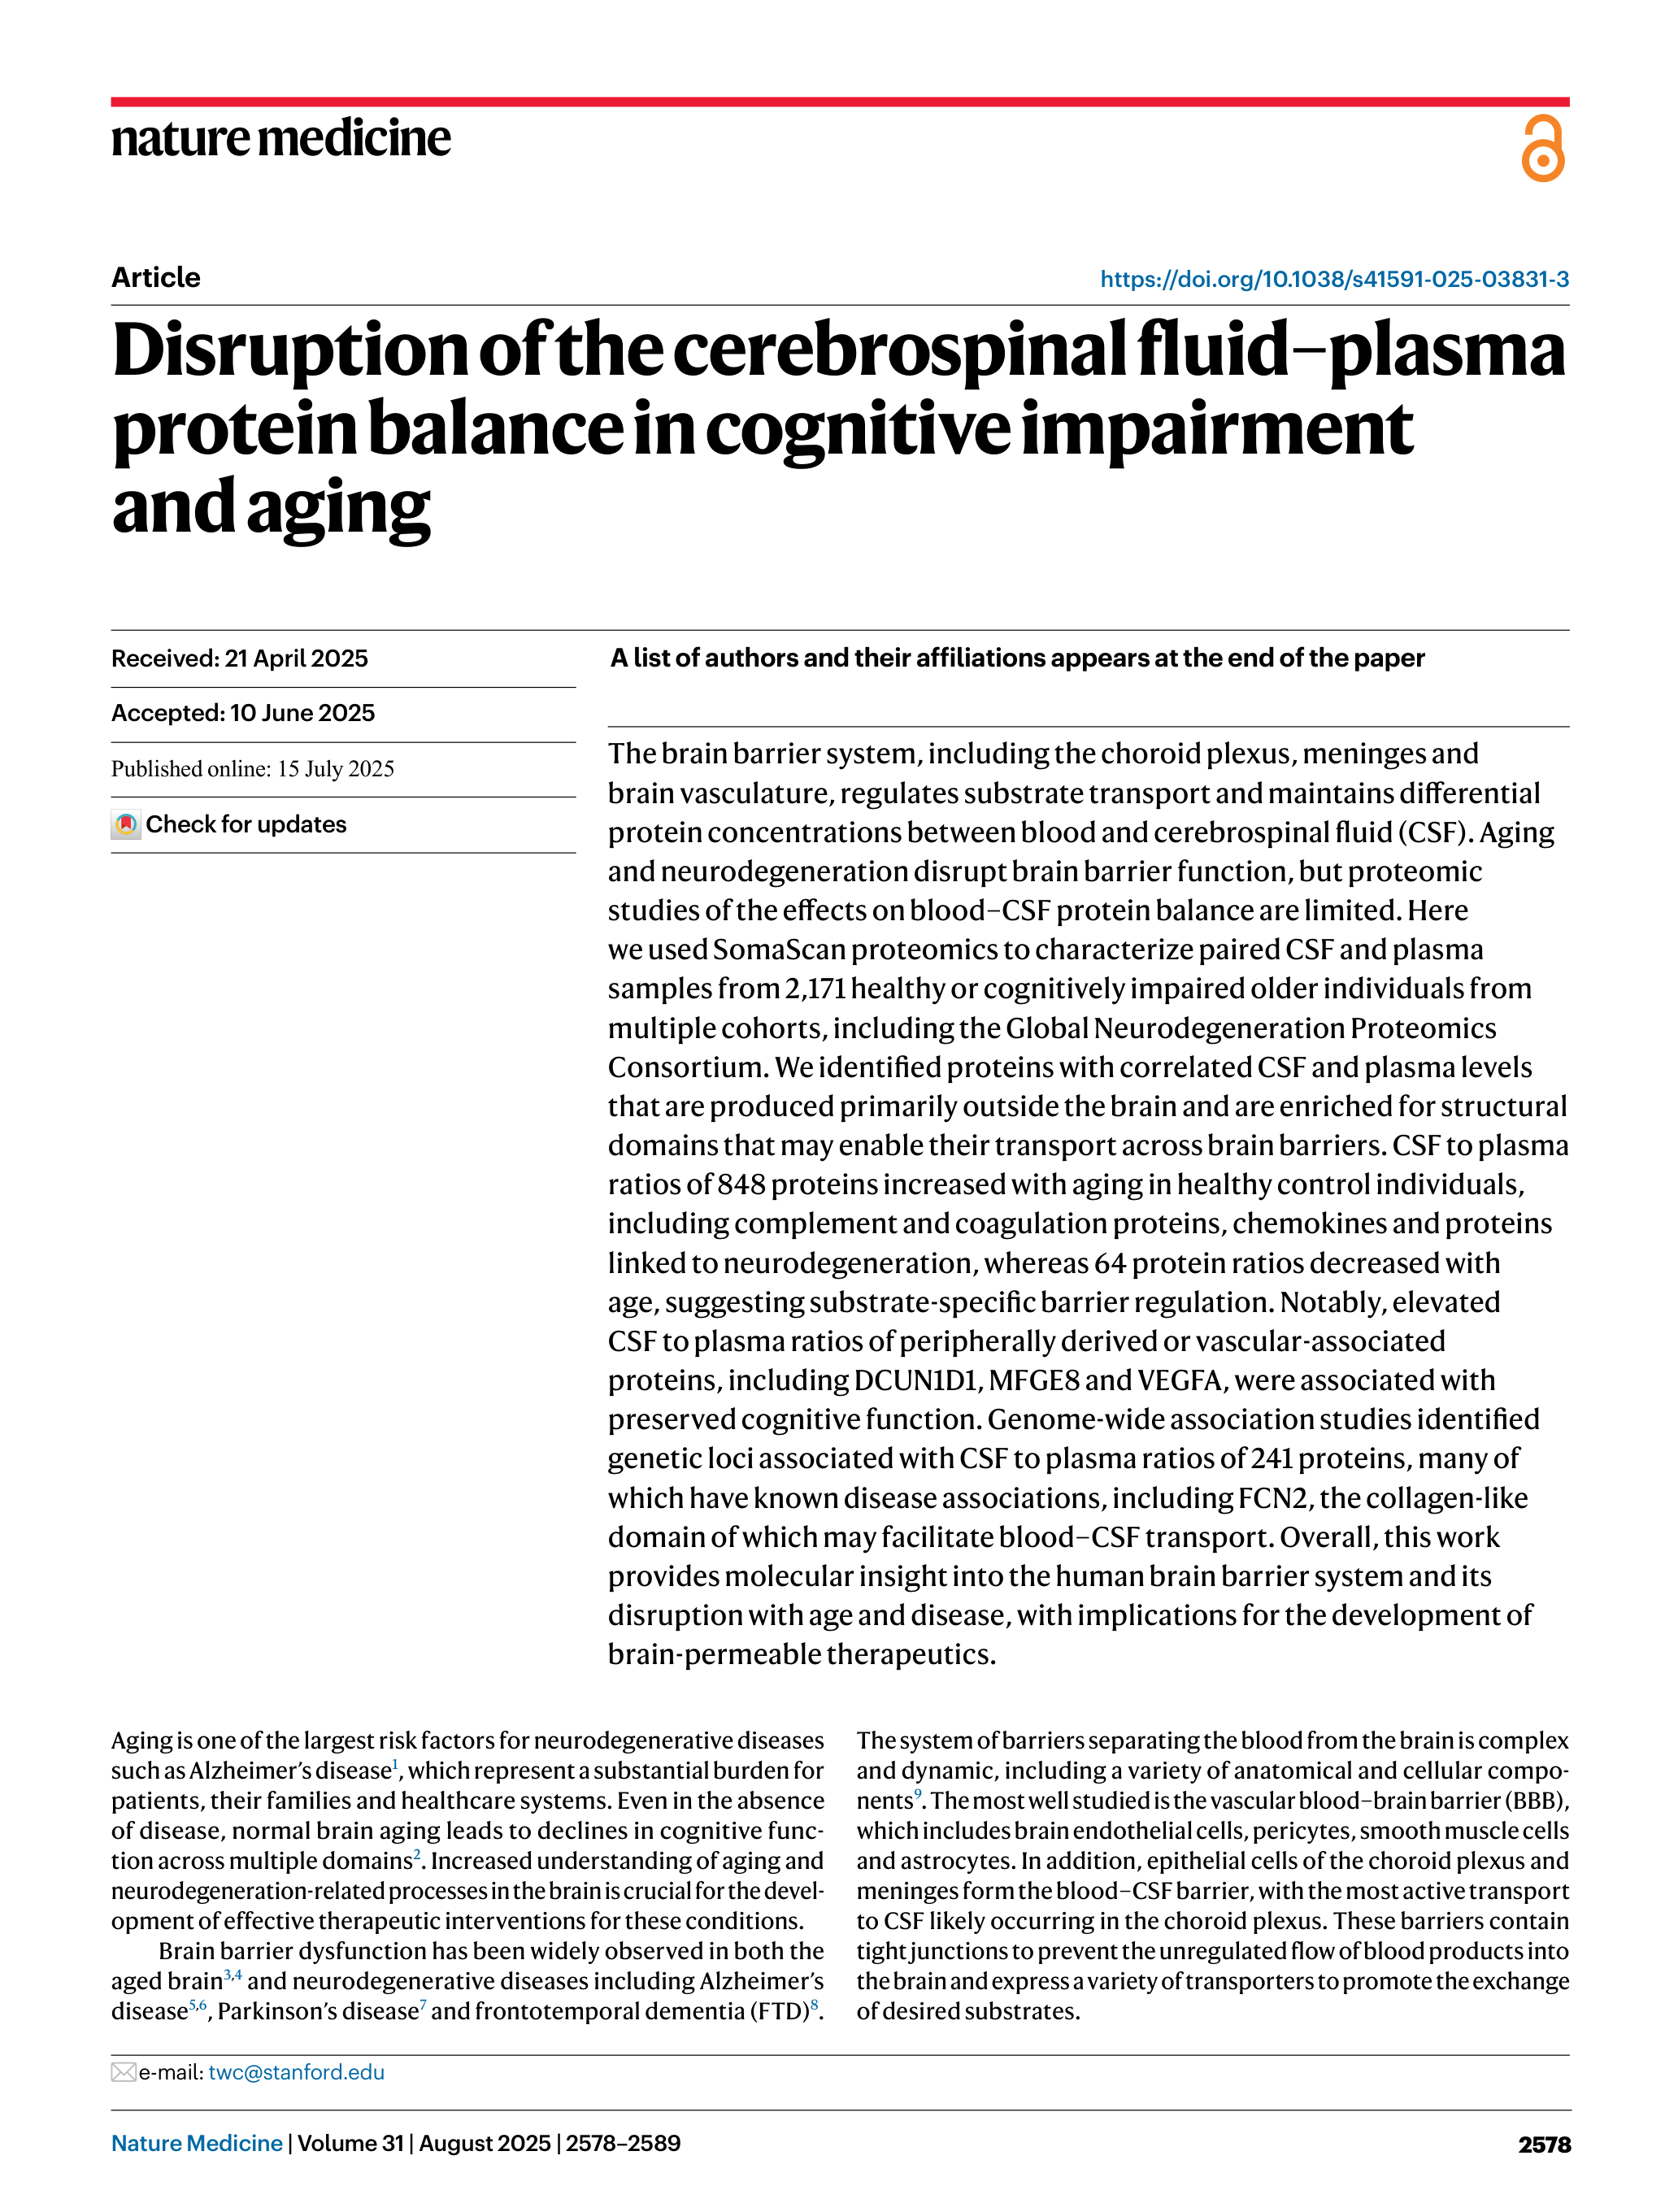 nature medicine
Article
https://doi.org/10.1038/s41591-025-03831-3
Disruption of the cerebrospinal fluid–plasma
protein balance in cognitive impairment
and aging
Received: 21 April 2025
Accepted: 10 June 2025
Published online: 15 July 2025
Check for updates
A list of authors and their affiliations appears at the end of the paper
The brain barrier system, including the choroid plexus, meninges and
brain vasculature, regulates substrate transport and maintains differential
protein concentrations between blood and cerebrospinal fluid (CSF). Aging
and neurodegeneration disrupt brain barrier function, but proteomic
studies of the effects on blood–CSF protein balance are limited. Here
we used SomaScan proteomics to characterize paired CSF and plasma
samples from 2,171 healthy or cognitively impaired older individuals from
multiple cohorts, including the Global Neurodegeneration Proteomics
Consortium. We identified proteins with correlated CSF and plasma levels
that are produced primarily outside the brain and are enriched for structural
domains that may enable their transport across brain barriers. CSF to plasma
ratios of 848 proteins increased with aging in healthy control individuals,
including complement and coagulation proteins, chemokines and proteins
linked to neurodegeneration, whereas 64 protein ratios decreased with
age, suggesting substrate-specific barrier regulation. Notably, elevated
CSF to plasma ratios of peripherally derived or vascular-associated
proteins, including DCUN1D1, MFGE8 and VEGFA, were associated with
preserved cognitive function. Genome-wide association studies identified
genetic loci associated with CSF to plasma ratios of 241 proteins, many of
which have known disease associations, including FCN2, the collagen-like
domain of which may facilitate blood–CSF transport. Overall, this work
provides molecular insight into the human brain barrier system and its
disruption with age and disease, with implications for the development of
brain-permeable therapeutics.
Aging is one of the largest risk factors for neurodegenerative diseases
such as Alzheimer’s disease1, which represent a substantial burden for
patients, their families and healthcare systems. Even in the absence
of disease, normal brain aging leads to declines in cognitive func-
tion across multiple domains2. Increased understanding of aging and
neurodegeneration-related processes in the brain is crucial for the devel-
opment of effective therapeutic interventions for these conditions.
Brain barrier dysfunction has been widely observed in both the
aged brain3,4 and neurodegenerative diseases including Alzheimer’s
disease5,6, Parkinson’s disease7 and frontotemporal dementia (FTD)8.
The system of barriers separating the blood from the brain is complex
and dynamic, including a variety of anatomical and cellular compo-
nents9. The most well studied is the vascular blood–brain barrier (BBB),
which includes brain endothelial cells, pericytes, smooth muscle cells
and astrocytes. In addition, epithelial cells of the choroid plexus and
meninges form the blood–CSF barrier, with the most active transport
to CSF likely occurring in the choroid plexus. These barriers contain
tight junctions to prevent the unregulated flow of blood products into
the brain and express a variety of transporters to promote the exchange
of desired substrates.
e-mail: twc@stanford.edu
Nature Medicine | Volume 31 | August 2025 | 2578–2589
2578